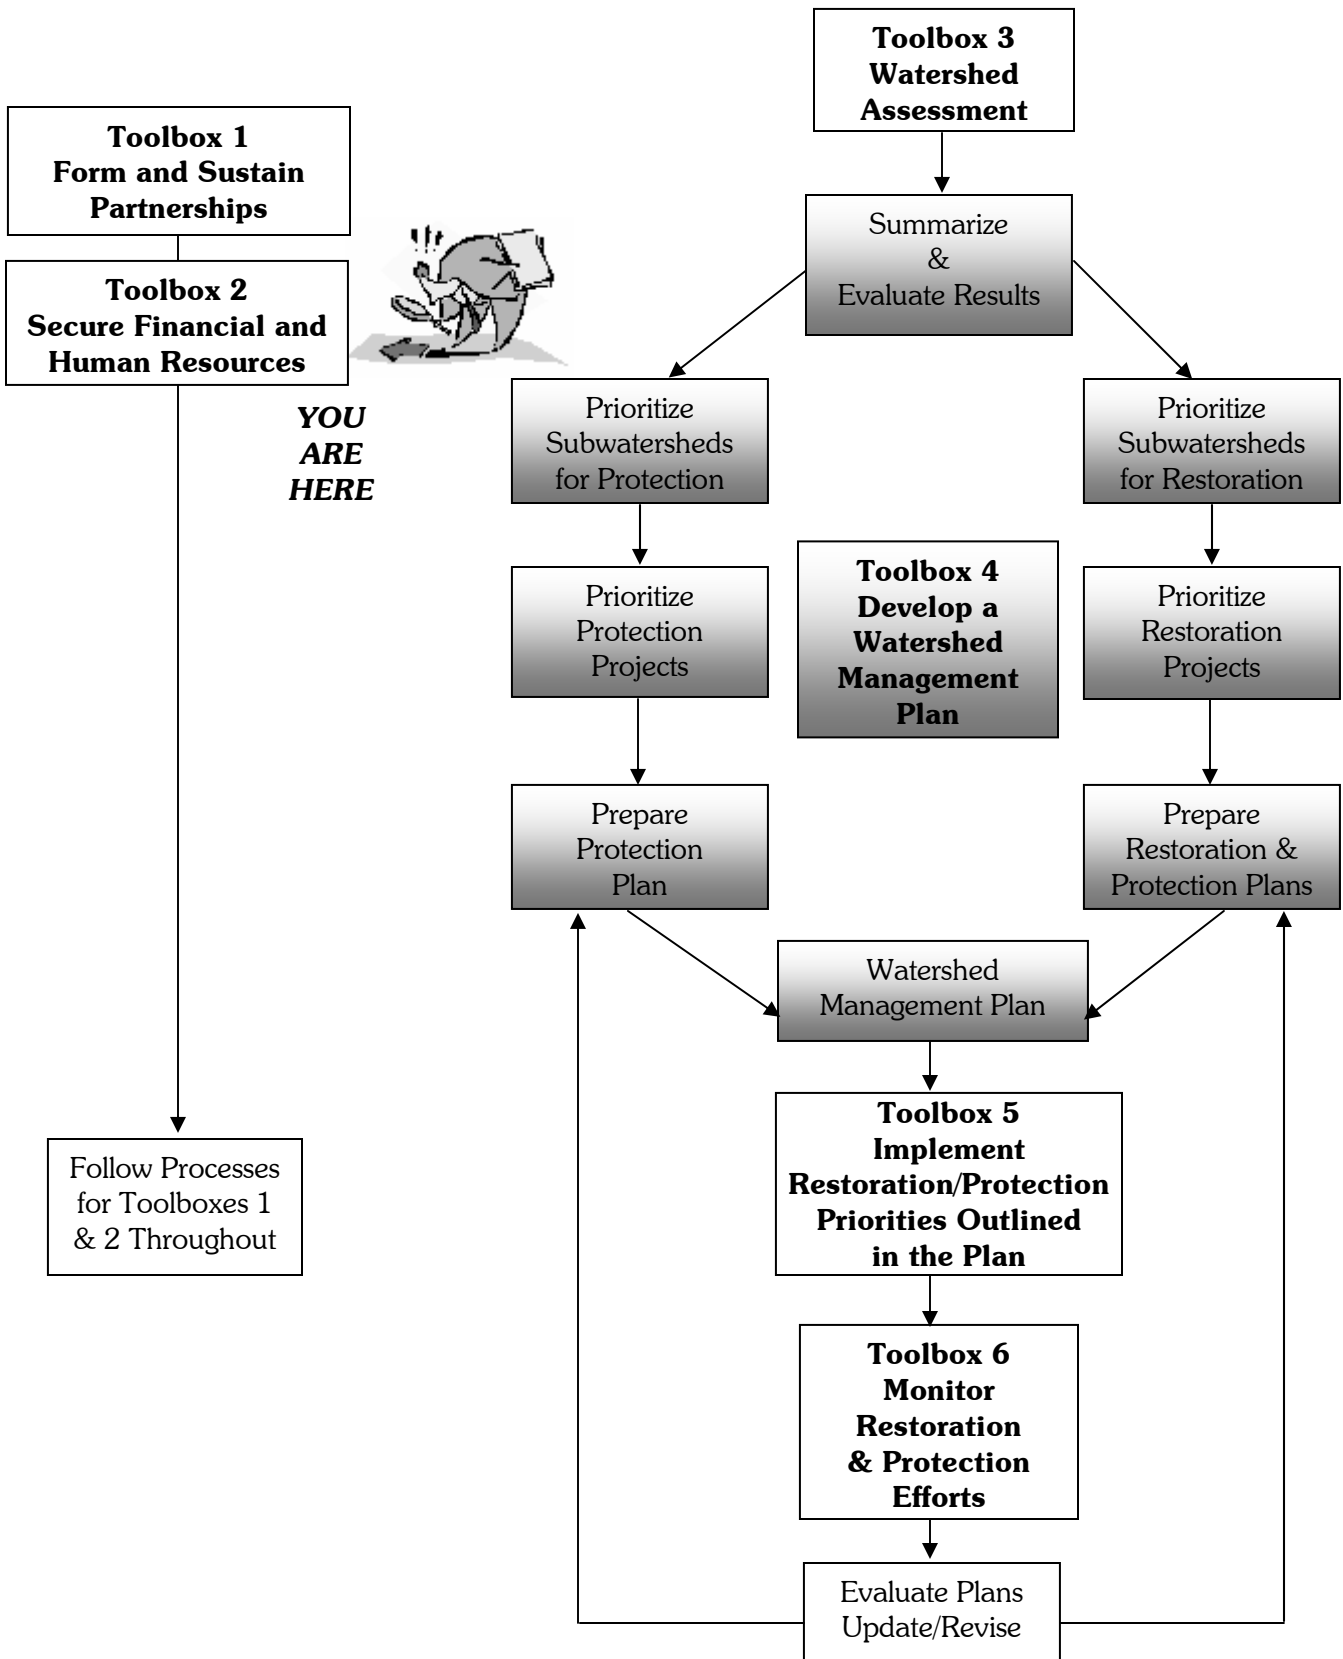 Toolbox 1
Form and Sustain
Partnerships
Toolbox 2
Secure Financial and
Human Resources
YOU
ARE
HERE
Follow Processes
for Toolboxes 1
& 2 Throughout
Toolbox 3
Watershed
Assessment
Summarize
&
Evaluate Results
Prioritize
Subwatersheds
for Protection
Prioritize
Subwatersheds
for Restoration
Prioritize
Protection
Projects
Toolbox 4
Develop a
Watershed
Management
Plan
Prioritize
Restoration
Projects
Prepare
Protection
Plan
Prepare
Restoration &
Protection Plans
Watershed
Management Plan
Toolbox 5
Implement
Restoration/Protection
Priorities Outlined
in the Plan
Toolbox 6
Monitor
Restoration
& Protection
Efforts
Evaluate Plans
Update/Revise